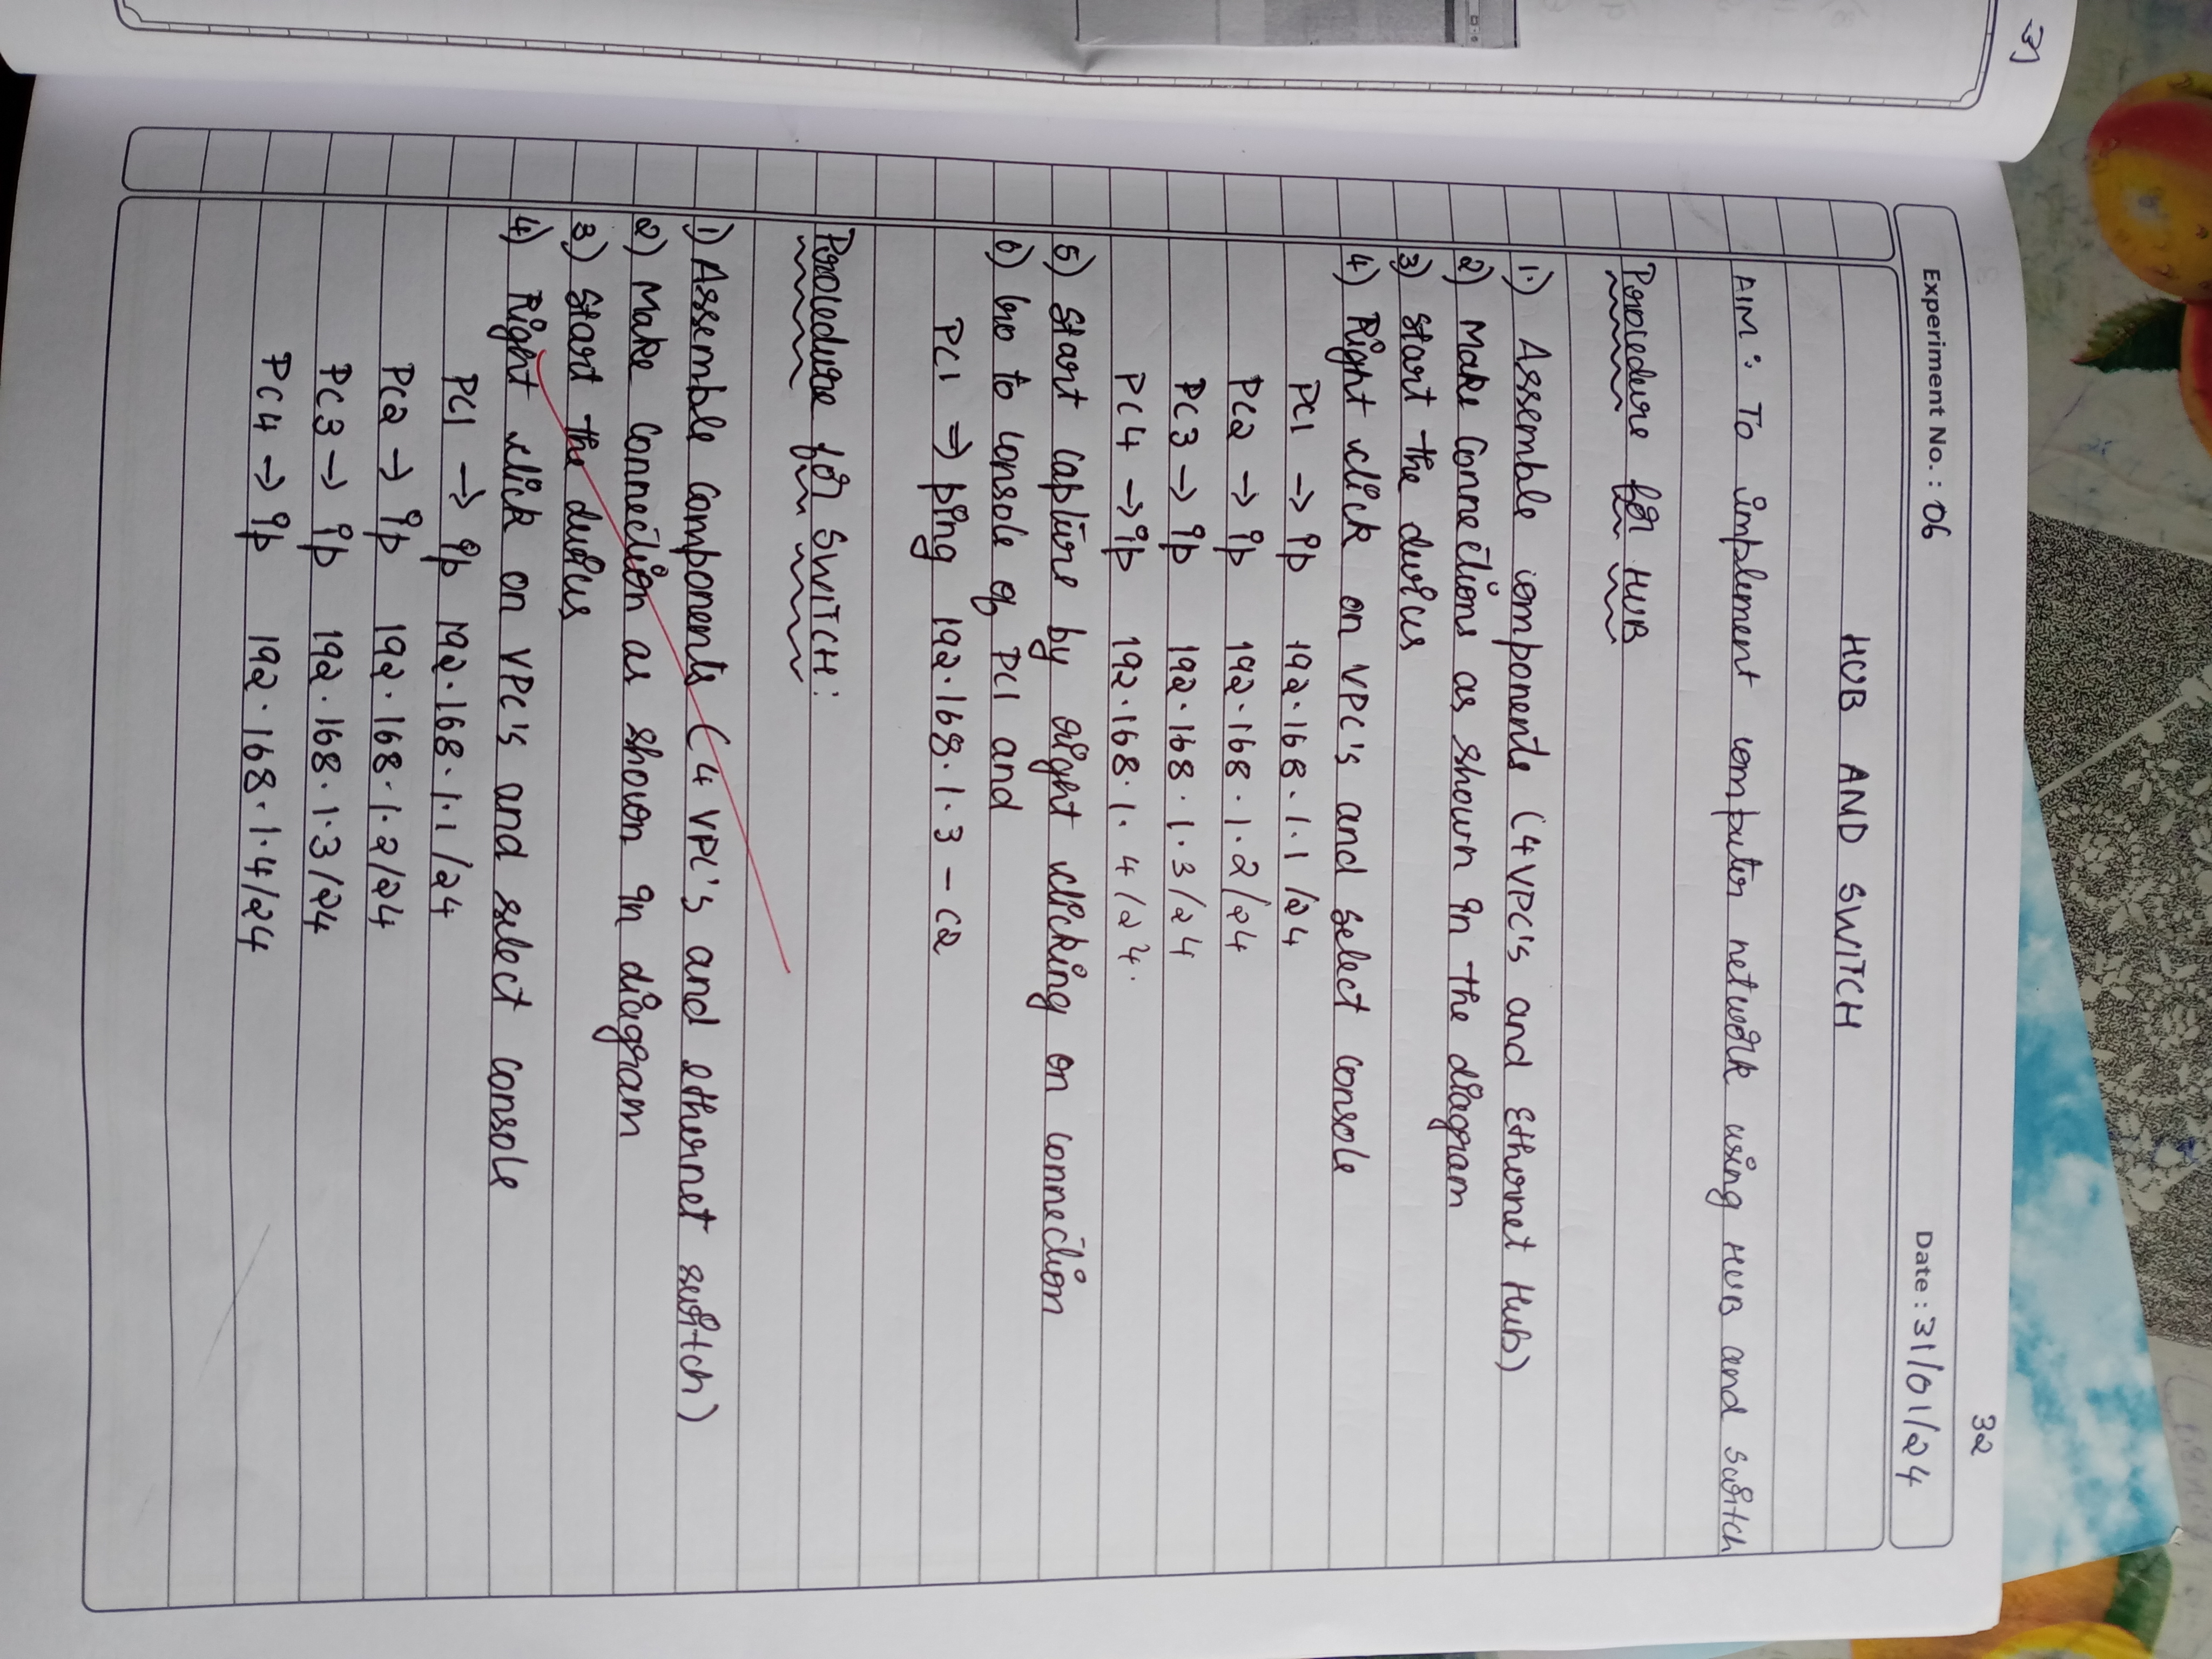 31
32
Experiment No. : 06 Date : 31/01/24
HUB AND SWITCH
AIM : To implement computer network using HUB and switch
Procedure for HUB
1) Assemble components (4 VPC's and Ethernet Hub)
2) Make Connections as shown in the diagram
3) start the devices
4) Right click on VPC's and select console
PC1 → ip 192.168.1.1/24
PC2 → ip 192.168.1.2/24
PC3 → ip 192.168.1.3/24
PC4 → ip 192.168.1.4/24.
5) start capture by right clicking on connection
6) Go to console of PC1 and
PC1 ⇒ ping 192.168.1.3 - c2
Procedure for SWITCH:
1) Assemble components (4 VPC's and ethernet switch)
2) Make connection as shown in diagram
3) start the devices
4) Right click on VPC's and select console
PC1 → ip 192.168.1.1/24
PC2 → ip 192.168.1.2/24
PC3 → ip 192.168.1.3/24
PC4 → ip 192.168.1.4/24